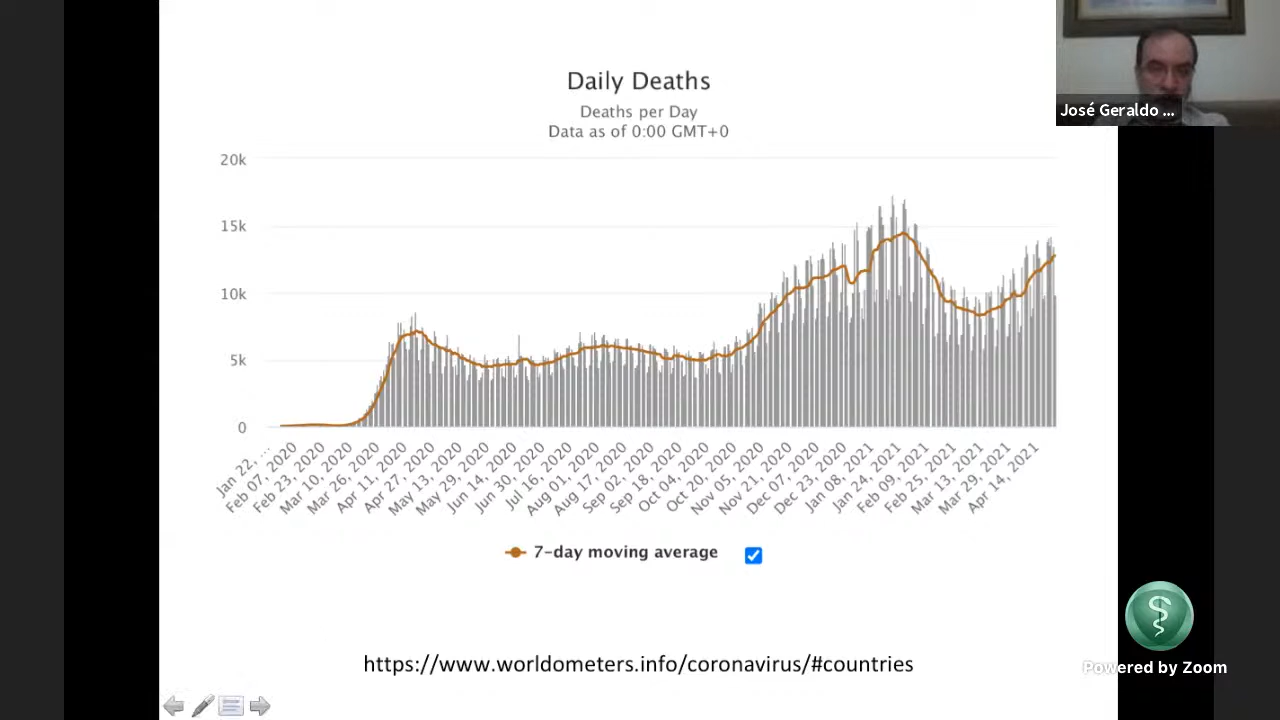 Daily Deaths
Deaths per Day
Data as of 0:00 GMT+0
José Geraldo ...
20k
15k
10k
5k
0
Jan 22, ...
Feb 07, 2020
Feb 23, 2020
Mar 10, 2020
Mar 26, 2020
Apr 11, 2020
Apr 27, 2020
May 13, 2020
May 29, 2020
Jun 14, 2020
Jun 30, 2020
Jul 16, 2020
Aug 01, 2020
Aug 17, 2020
Sep 02, 2020
Sep 18, 2020
Oct 04, 2020
Oct 20, 2020
Nov 05, 2020
Nov 21, 2020
Dec 07, 2020
Dec 23, 2020
Jan 08, 2021
Jan 24, 2021
Feb 09, 2021
Feb 25, 2021
Mar 13, 2021
Mar 29, 2021
Apr 14, 2021
7-day moving average
https://www.worldometers.info/coronavirus/#countries
Powered by Zoom